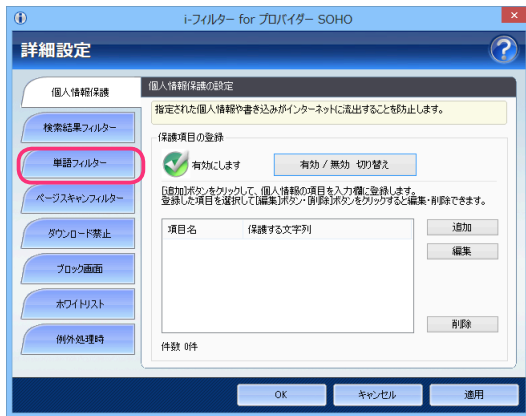 i-フィルター for プロバイダー SOHO
詳細設定
個人情報保護
検索結果フィルター
単語フィルター
ページスキャンフィルター
ダウンロード禁止
ブロック画面
ホワイトリスト
例外処理時
個人情報保護の設定
指定された個人情報や書き込みがインターネットに流出することを防止します。
保護項目の登録
有効にします
有効 / 無効 切り替え
[追加]ボタンをクリックして、個人情報の項目を入力欄に登録します。
登録した項目を選択して[編集]ボタン・[削除]ボタンをクリックすると編集・削除できます。
項目名 保護する文字列
追加
編集
削除
件数 0件
OK キャンセル 適用